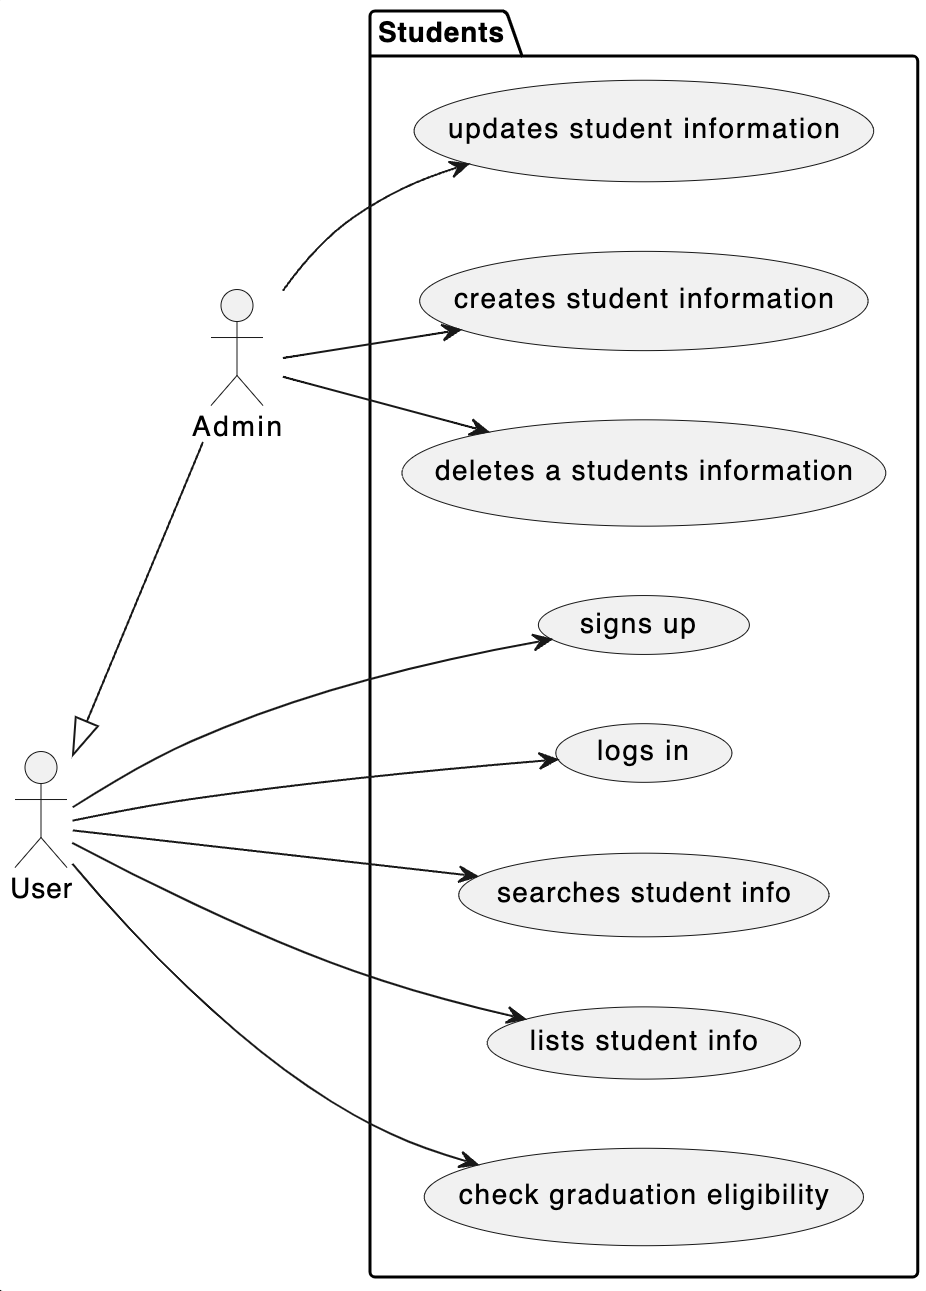 Students
updates student information
creates student information
Admin
deletes a students information
signs up
logs in
User
searches student info
lists student info
check graduation eligibility